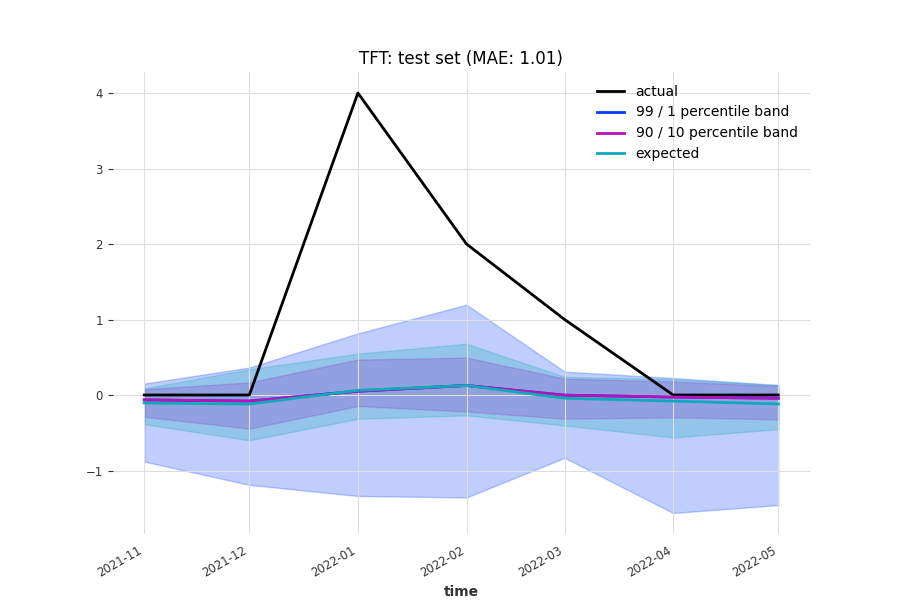 TFT: test set (MAE: 1.01)
actual
99 / 1 percentile band
90 / 10 percentile band
expected
4
3
2
1
0
−1
2021-11
2021-12
2022-01
2022-02
2022-03
2022-04
2022-05
time